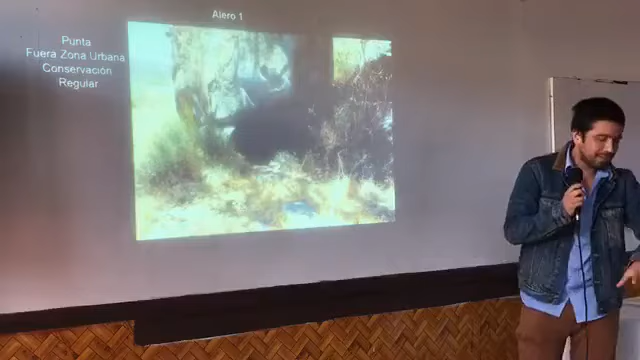 Alero 1
Punta
Fuera Zona Urbana
Conservación
Regular